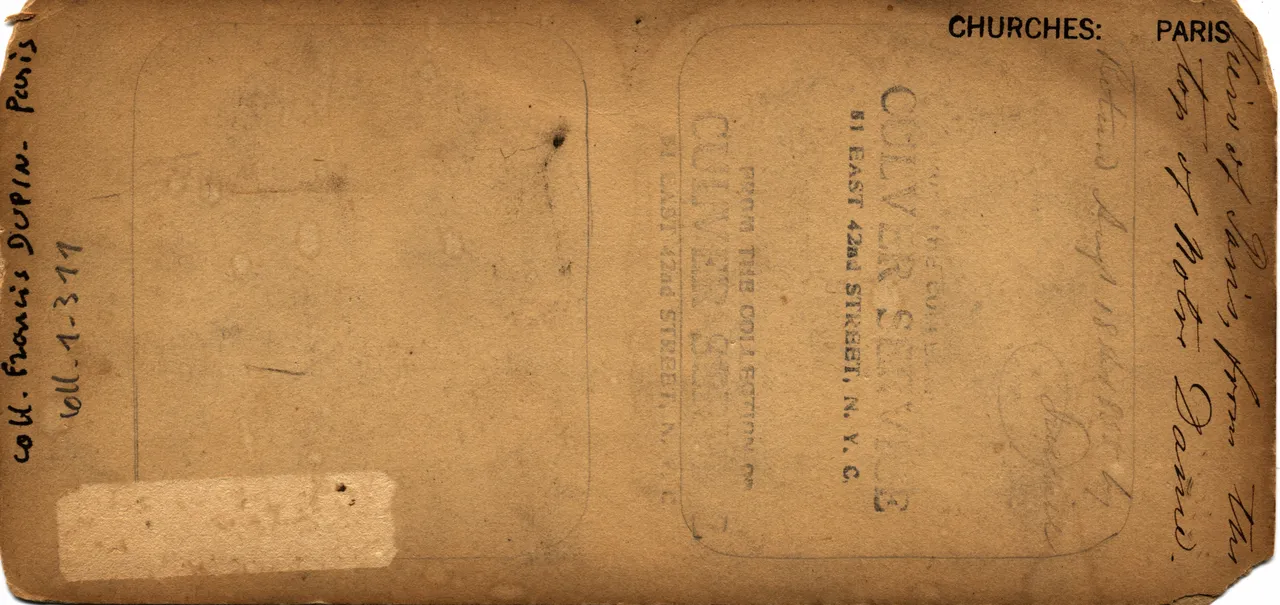 CHURCHES: PARIS
View of Paris, from the
top of Notre Dame.
FROM THE COLLECTION OF
CULVER SERVICE
51 EAST 42nd STREET, N. Y. C.
FROM THE COLLECTION OF
CULVER SE
51 EAST 42nd STREET, N. Y. C
coll. Francis DUPIN - Paris
coll-1-311